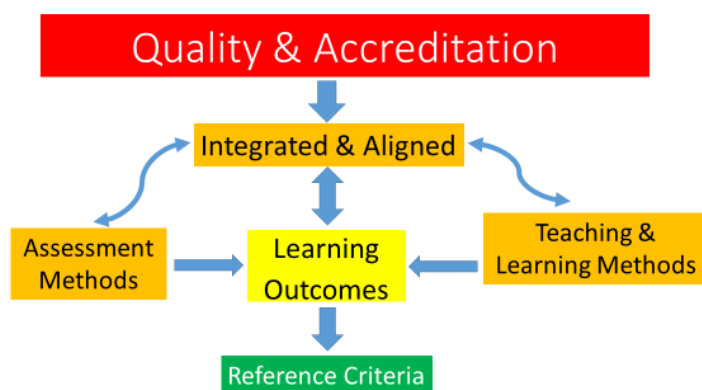 Quality & Accreditation
Integrated & Aligned
Assessment
Methods
Learning
Outcomes
Teaching &
Learning Methods
Reference Criteria